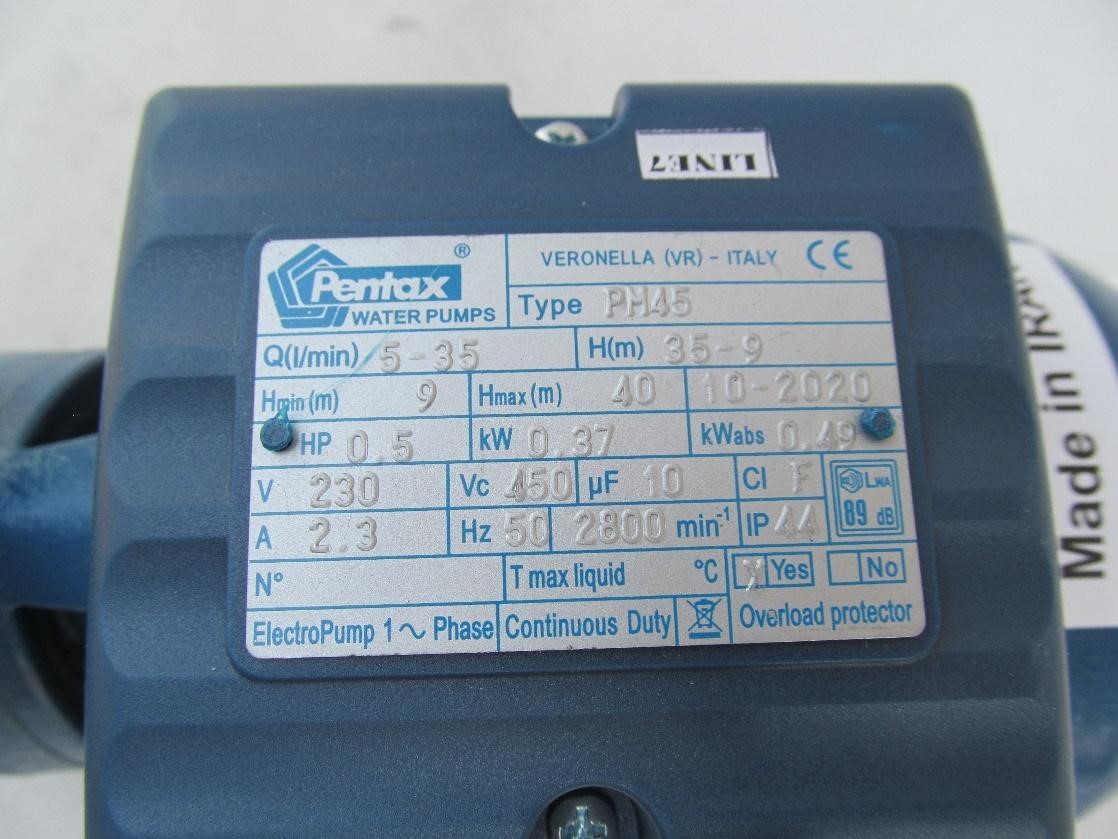 LINE7
Pentax ®
WATER PUMPS
VERONELLA (VR) - ITALY CE
Type PM45
Q(l/min) 5-35 H(m) 35-9
Hmin (m) 9 Hmax (m) 40 10-2020
HP 0.5 kW 0.37 kWabs 0.49
V 230 Vc 450 µF 10 Cl F
LWA
89 dB
A 2.3 Hz 50 2800 min-1 IP 44
N° T max liquid °C X Yes No
ElectroPump 1~ Phase Continuous Duty Overload protector
Made in IRAN